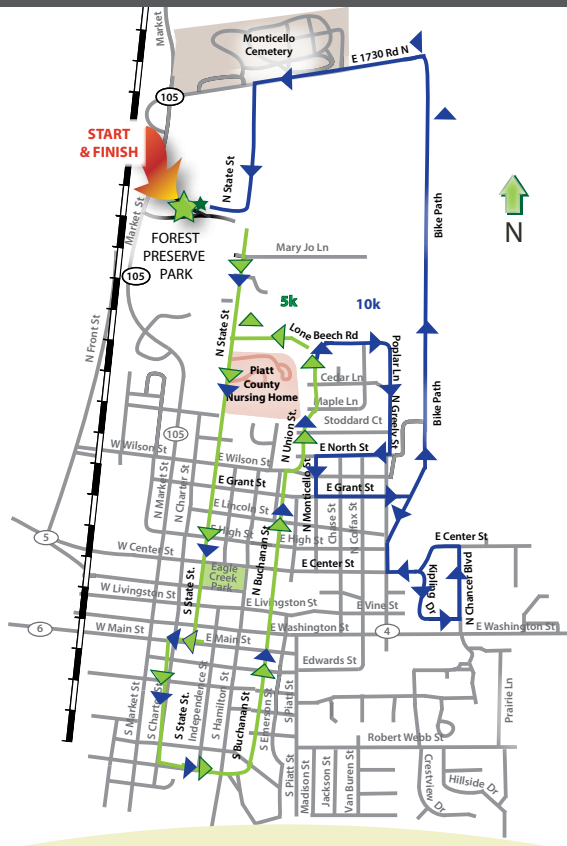 Market
Monticello
Cemetery
E 1730 Rd N
105
START
& FINISH
N State St
Market St
FOREST
PRESERVE
PARK
Bike Path
N
Mary Jo Ln
105
5k
10k
N Front St
N State St
Lone Beech Rd
Poplar Ln
Piatt
County
Nursing Home
Cedar Ln
Maple Ln
N Greely St
Bike Path
Stoddard Ct
N Union St.
105
W Wilson St
E Wilson St
E North St
N Market St
N Charter St
E Grant St
N Monticello St
E Grant St
E Lincoln St
Chase St
N Colfax St
E High St
E High St
N Buchanan St
5
W Center St
E Center St
E Center St
Eagle
Creek
Park
Kipling Dr
N Chancer Blvd
S State St.
W Livingston St
E Livingston St
E Vine St
6
W Main St
E Main St
E Washington St
4
E Washington St
Edwards St
S Market St
S Charter St
S State St.
Independence St
S Hamilton St
S Buchanan St
S Emerson St
S Piatt St
Prairie Ln
Robert Webb St
S Piatt St
Madison St
Jackson St
Van Buren St
Crestview Dr
Hillside Dr